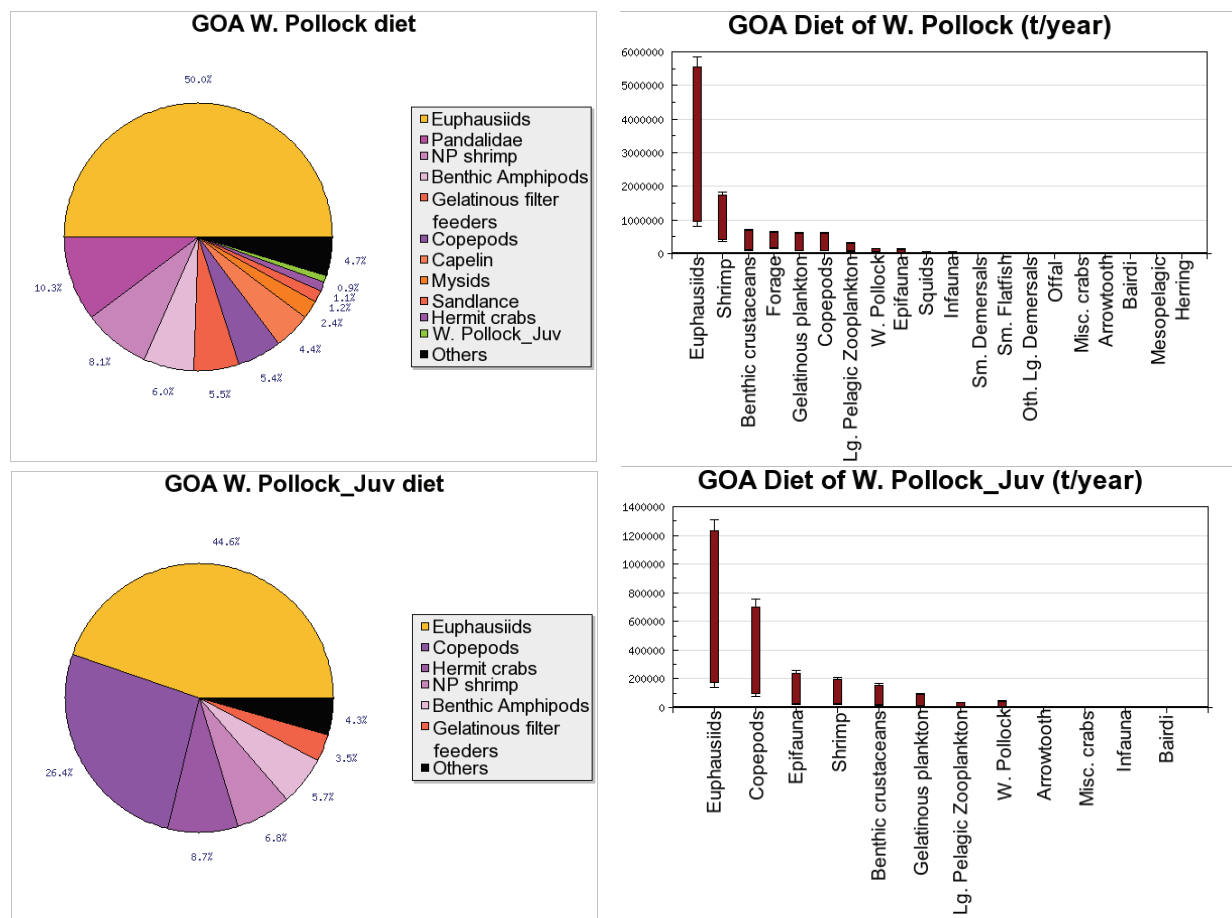 GOA W. Pollock diet
50.0%
10.3%
8.1%
6.0%
5.5%
5.4%
4.4%
2.4%
1.2%
1.1%
0.9%
4.7%
Euphausiids
Pandalidae
NP shrimp
Benthic Amphipods
Gelatinous filter
feeders
Copepods
Capelin
Mysids
Sandlance
Hermit crabs
W. Pollock_Juv
Others
GOA Diet of W. Pollock (t/year)
6000000
5000000
4000000
3000000
2000000
1000000
0
Euphausiids
Shrimp
Benthic crustaceans
Forage
Gelatinous plankton
Copepods
Lg. Pelagic Zooplankton
W. Pollock
Epifauna
Squids
Infauna
Sm. Demersals
Sm. Flatfish
Oth. Lg. Demersals
Offal
Misc. crabs
Arrowtooth
Bairdi
Mesopelagic
Herring
GOA W. Pollock_Juv diet
44.6%
26.4%
8.7%
6.8%
5.7%
3.5%
4.3%
Euphausiids
Copepods
Hermit crabs
NP shrimp
Benthic Amphipods
Gelatinous filter
feeders
Others
GOA Diet of W. Pollock_Juv (t/year)
1400000
1200000
1000000
800000
600000
400000
200000
0
Euphausiids
Copepods
Epifauna
Shrimp
Benthic crustaceans
Gelatinous plankton
Lg. Pelagic Zooplankton
W. Pollock
Arrowtooth
Misc. crabs
Infauna
Bairdi